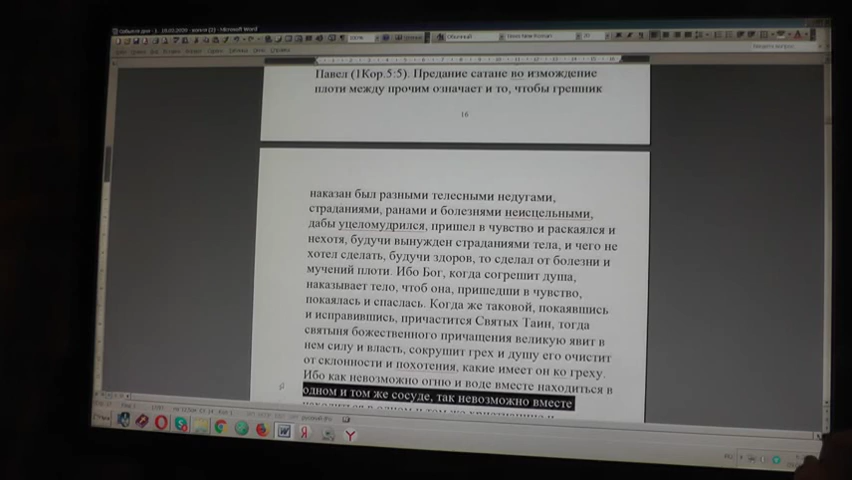 Павел (1Кор.5:5). Предание сатане во измождение
плоти между прочим означает и то, чтобы грешник
16
наказан был разными телесными недугами,
страданиями, ранами и болезнями неисцельными,
дабы уцеломудрился, пришел в чувство и раскаялся и
нехотя, будучи вынужден страданиями тела, и чего не
хотел сделать, будучи здоров, то сделал от болезни и
мучений плоти. Ибо Бог, когда согрешит душа,
наказывает тело, чтоб она, пришедши в чувство,
покаялась и спаслась. Когда же таковой, покаявшись
и исправившись, причастится Святых Таин, тогда
святыня божественного причащения великую явит в
нем силу и власть, сокрушит грех и душу его очистит
от склонности и похотения, какие имеет он ко греху.
Ибо как невозможно огню и воде вместе находиться в
одном и том же сосуде, так невозможно вместе